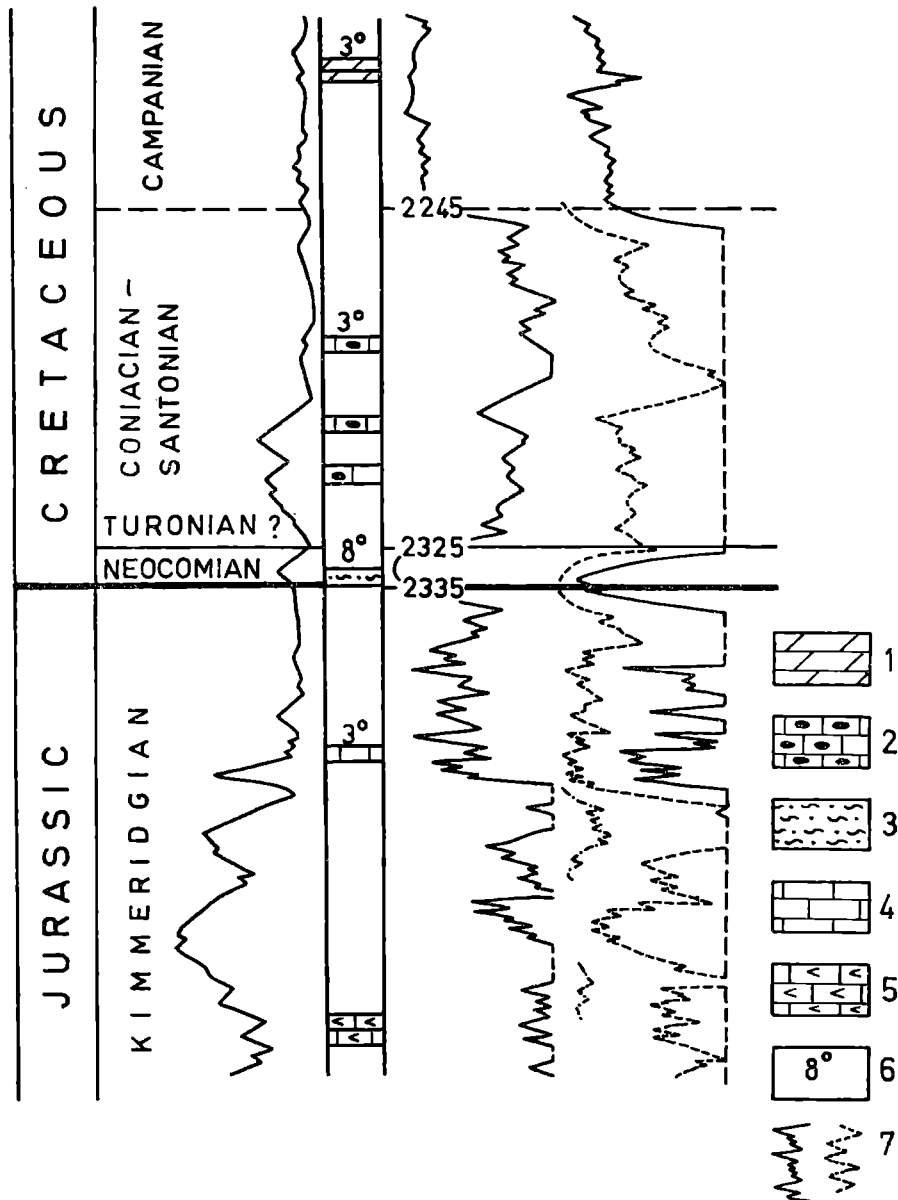 CRETACEOUS
CAMPANIAN
3°
2245
CONIACIAN –
SANTONIAN
3°
TURONIAN ?
8°
2325
NEOCOMIAN
2335
JURASSIC
KIMMERIDGIAN
3°
1
2
3
4
5
8° 6
7